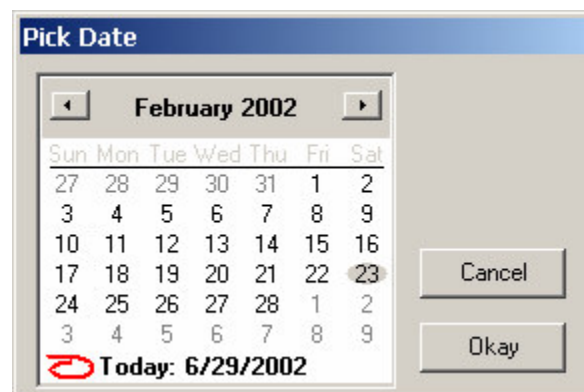 Pick Date
February 2002
Sun Mon Tue Wed Thu Fri Sat
27 28 29 30 31 1 2
3 4 5 6 7 8 9
10 11 12 13 14 15 16
17 18 19 20 21 22 23
24 25 26 27 28 1 2
3 4 5 6 7 8 9
Today: 6/29/2002
Cancel
Okay